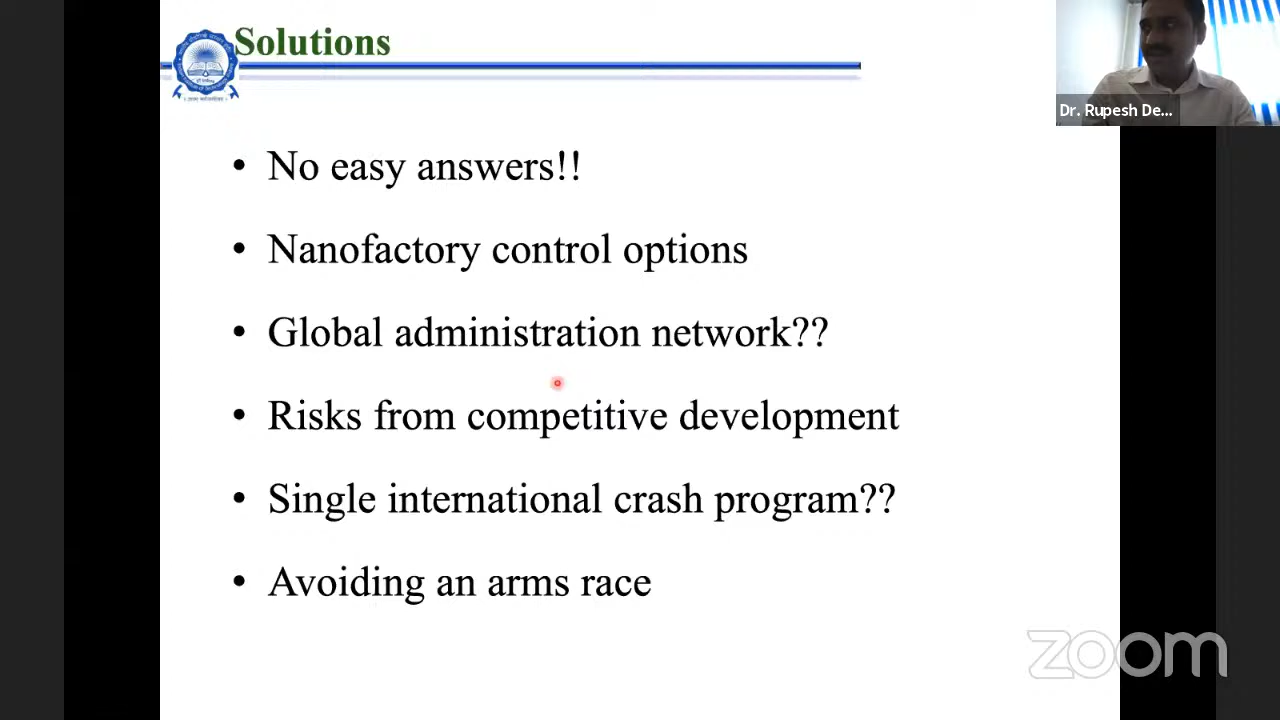 Solutions
Dr. Rupesh De...
• No easy answers!!
• Nanofactory control options
• Global administration network??
• Risks from competitive development
• Single international crash program??
• Avoiding an arms race
zoom